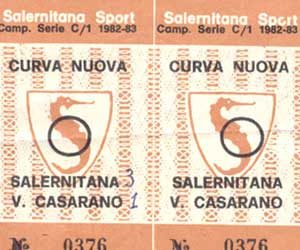 Salernitana Sport
Camp. Serie C/1 1982-83
CURVA NUOVA
SALERNITANA 3
V. CASARANO 1
№ 0376
Salernitana Sport
Camp. Serie C/1 1982-83
CURVA NUOVA
SALERNITANA
V. CASARANO
№ 0376